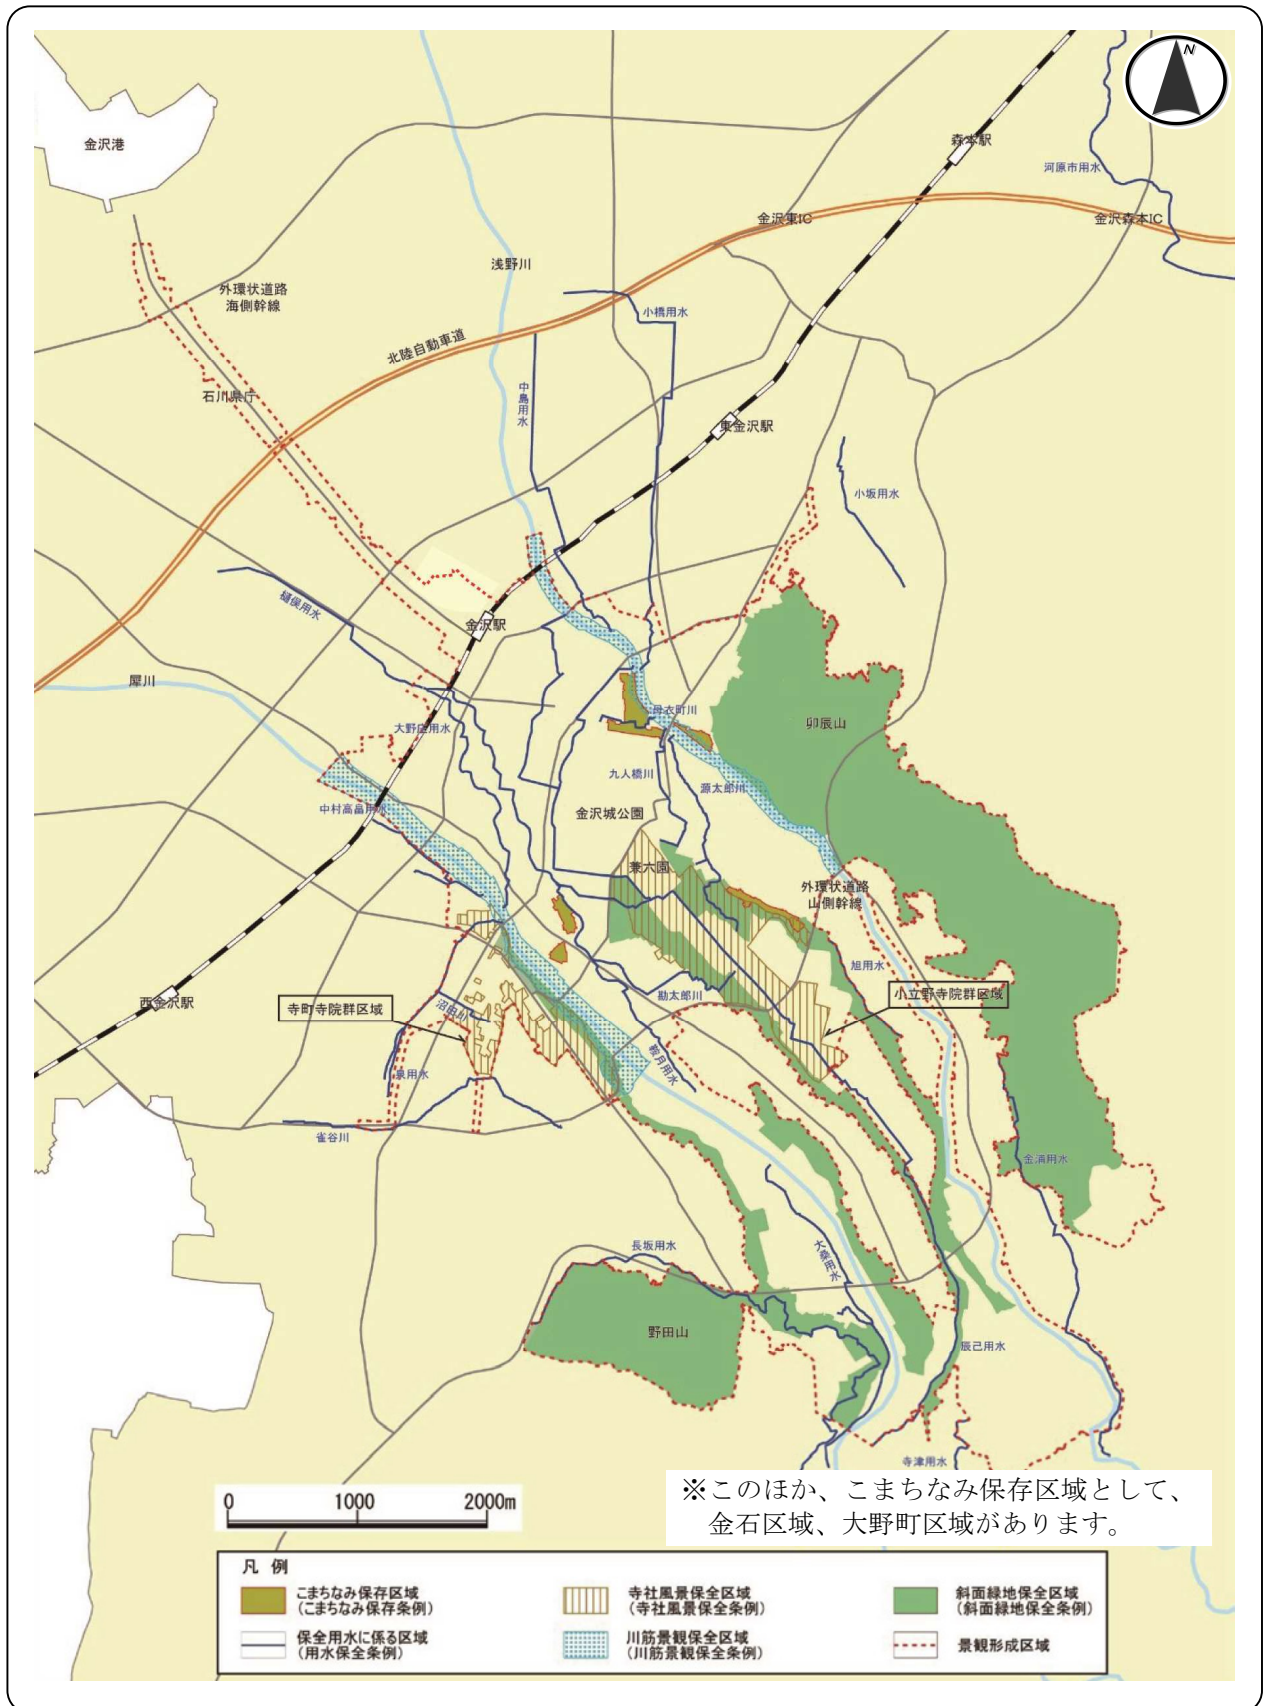 N
金沢港
森本駅
河原市用水
金沢東IC
金沢森本IC
浅野川
外環状道路
海側幹線
小橋用水
北陸自動車道
中島用水
石川県庁
東金沢駅
小坂用水
樋俣用水
金沢駅
犀川
母衣町川
卯辰山
大野庄用水
九人橋川
源太郎川
中村高畠用水
金沢城公園
兼六園
外環状道路
山側幹線
旭用水
西金沢駅
寺町寺院群区域
沼田川
勘太郎川
小立野寺院群区域
鞍月用水
泉用水
雀谷川
金浦用水
長坂用水
大桑用水
野田山
辰巳用水
寺津用水
※このほか、こまちなみ保存区域として、
金石区域、大野町区域があります。
0 1000 2000m
凡 例
こまちなみ保存区域
(こまちなみ保存条例)
寺社風景保全区域
(寺社風景保全条例)
斜面緑地保全区域
(斜面緑地保全条例)
保全用水に係る区域
(用水保全条例)
川筋景観保全区域
(川筋景観保全条例)
景観形成区域